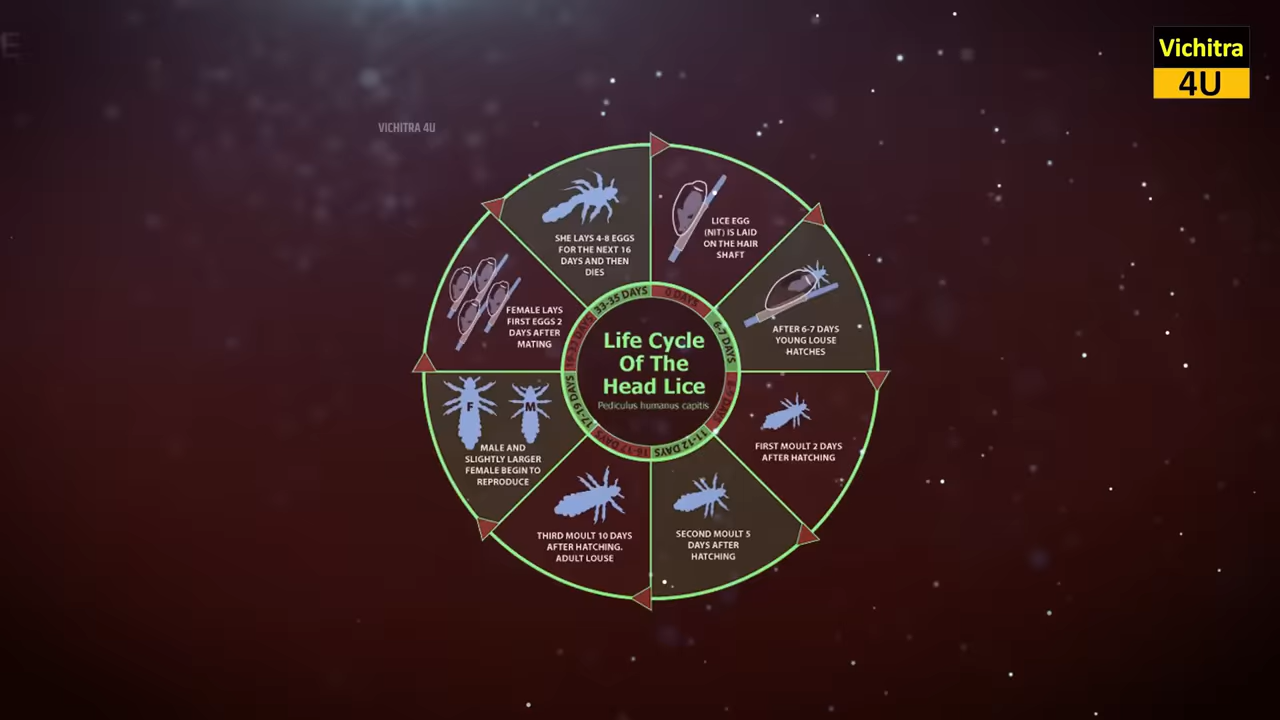 E
Vichitra
4U
VICHITRA 4U
LICE EGG
(NIT) IS LAID
ON THE HAIR
SHAFT
AFTER 6-7 DAYS
YOUNG LOUSE
HATCHES
FIRST MOULT 2 DAYS
AFTER HATCHING
SECOND MOULT 5
DAYS AFTER
HATCHING
THIRD MOULT 10 DAYS
AFTER HATCHING.
ADULT LOUSE
F
M
MALE AND
SLIGHTLY LARGER
FEMALE BEGIN TO
REPRODUCE
FEMALE LAYS
FIRST EGGS 2
DAYS AFTER
MATING
SHE LAYS 4-8 EGGS
FOR THE NEXT 16
DAYS AND THEN
DIES
0 DAYS
6-7 DAYS
11-12 DAYS
16-17 DAYS
17-19 DAYS
33-35 DAYS
Life Cycle
Of The
Head Lice
Pediculus humanus capitis